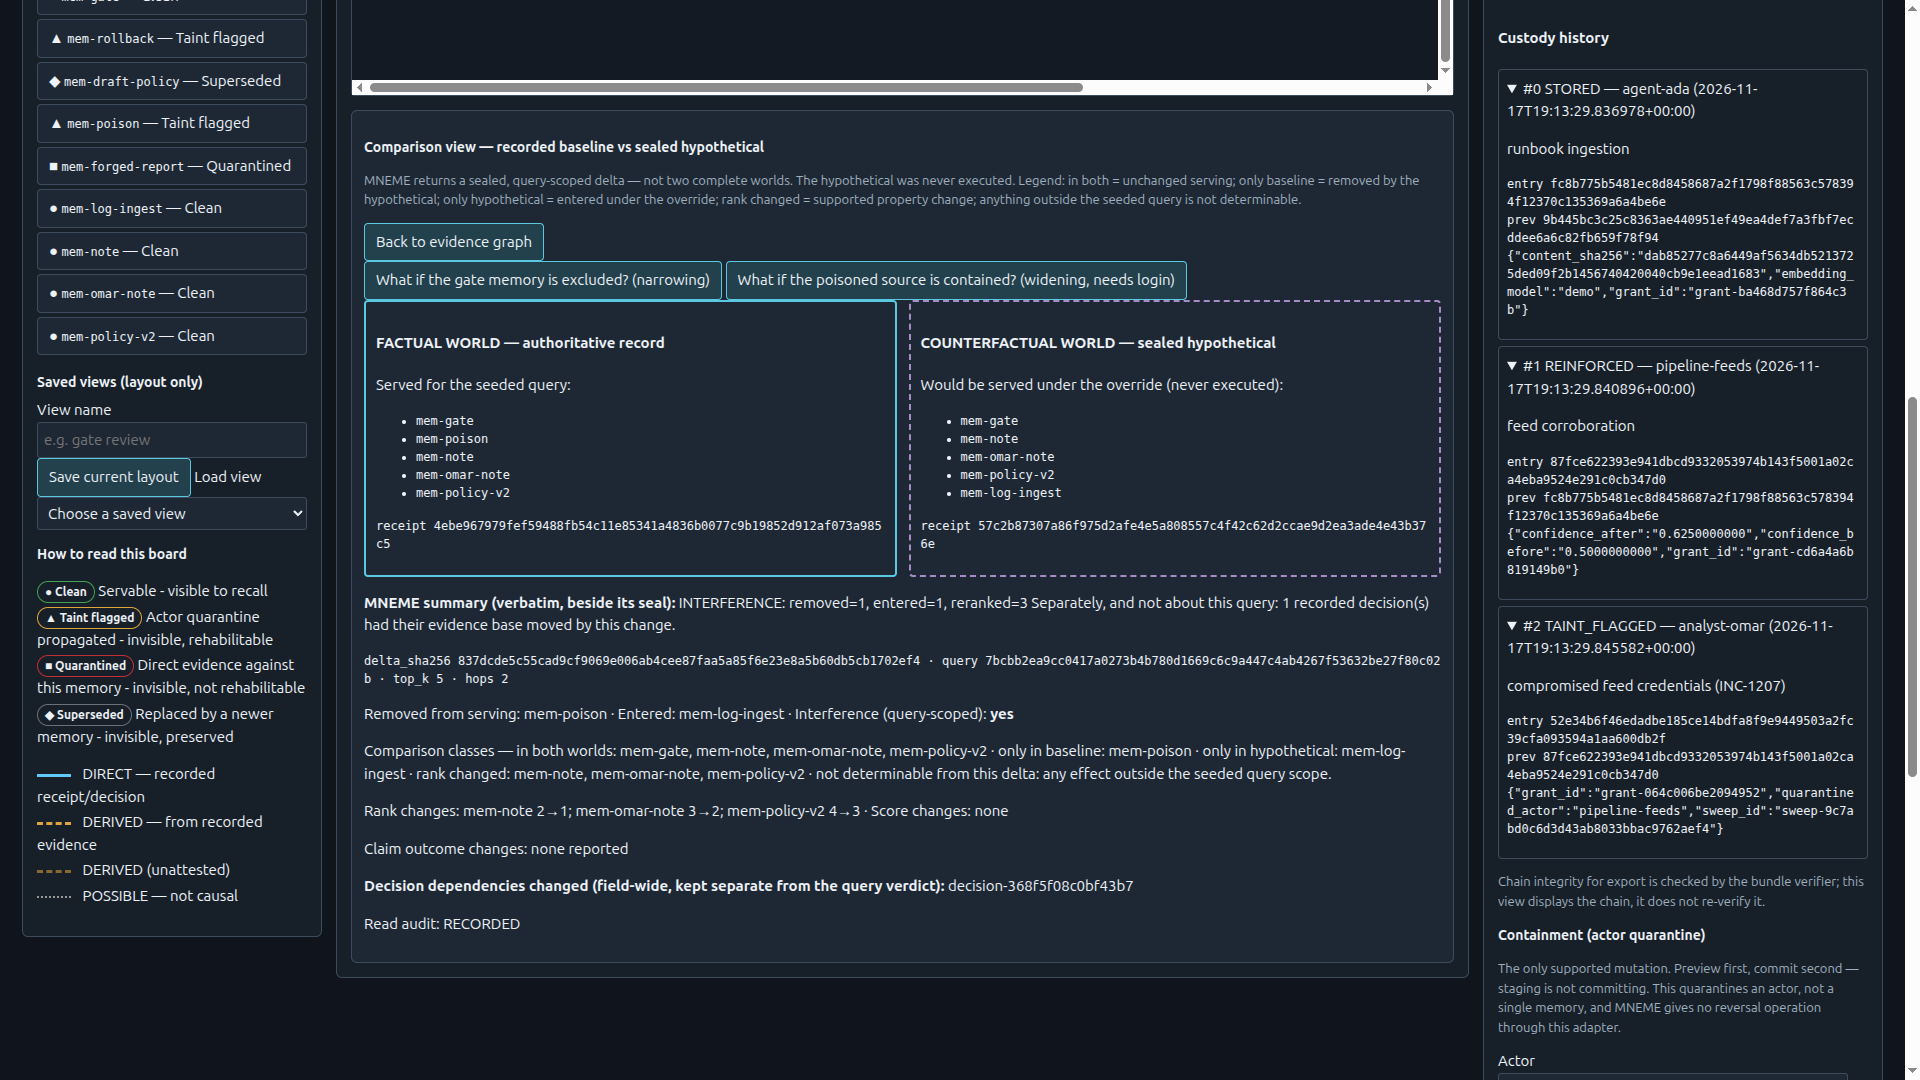 ▲ mem-rollback — Taint flagged
◆ mem-draft-policy — Superseded
▲ mem-poison — Taint flagged
■ mem-forged-report — Quarantined
● mem-log-ingest — Clean
● mem-note — Clean
● mem-omar-note — Clean
● mem-policy-v2 — Clean
Saved views (layout only)
View name
e.g. gate review
Save current layout
Load view
Choose a saved view
How to read this board
● Clean Servable - visible to recall
▲ Taint flagged Actor quarantine
propagated - invisible, rehabilitable
■ Quarantined Direct evidence against
this memory - invisible, not rehabilitable
◆ Superseded Replaced by a newer
memory - invisible, preserved
DIRECT — recorded
receipt/decision
DERIVED — from recorded
evidence
DERIVED (unattested)
POSSIBLE — not causal
Comparison view — recorded baseline vs sealed hypothetical
MNEME returns a sealed, query-scoped delta — not two complete worlds. The hypothetical was never executed. Legend: in both = unchanged serving; only baseline = removed by the
hypothetical; only hypothetical = entered under the override; rank changed = supported property change; anything outside the seeded query is not determinable.
Back to evidence graph
What if the gate memory is excluded? (narrowing)
What if the poisoned source is contained? (widening, needs login)
FACTUAL WORLD — authoritative record
Served for the seeded query:
• mem-gate
• mem-poison
• mem-note
• mem-omar-note
• mem-policy-v2
receipt 4ebe967979fef59488fb54c11e85341a4836b0077c9b19852d912af073a985
c5
COUNTERFACTUAL WORLD — sealed hypothetical
Would be served under the override (never executed):
• mem-gate
• mem-note
• mem-omar-note
• mem-policy-v2
• mem-log-ingest
receipt 57c2b87307a86f975d2afe4e5a808557c4f42c62d2ccae9d2ea3ade4e43b37
6e
MNEME summary (verbatim, beside its seal): INTERFERENCE: removed=1, entered=1, reranked=3 Separately, and not about this query: 1 recorded decision(s)
had their evidence base moved by this change.
delta_sha256 837dcde5c55cad9cf9069e006ab4cee87faa5a85f6e23e8a5b60db5cb1702ef4 · query 7bcbb2ea9cc0417a0273b4b780d1669c6c9a447c4ab4267f53632be27f80c02
b · top_k 5 · hops 2
Removed from serving: mem-poison · Entered: mem-log-ingest · Interference (query-scoped): yes
Comparison classes — in both worlds: mem-gate, mem-note, mem-omar-note, mem-policy-v2 · only in baseline: mem-poison · only in hypothetical: mem-log-
ingest · rank changed: mem-note, mem-omar-note, mem-policy-v2 · not determinable from this delta: any effect outside the seeded query scope.
Rank changes: mem-note 2→1; mem-omar-note 3→2; mem-policy-v2 4→3 · Score changes: none
Claim outcome changes: none reported
Decision dependencies changed (field-wide, kept separate from the query verdict): decision-368f5f08c0bf43b7
Read audit: RECORDED
Custody history
▼ #0 STORED — agent-ada (2026-11-
17T19:13:29.836978+00:00)
runbook ingestion
entry fc8b775b5481ec8d8458687a2f1798f88563c57839
4f12370c135369a6a4be6e
prev 9b445bc3c25c8363ae440951ef49ea4def7a3fbf7ec
ddee6a6c82fb659f78f94
{"content_sha256":"dab85277c8a6449af5634db521372
5ded09f2b1456740420040cb9e1eead1683","embedding_
model":"demo","grant_id":"grant-ba468d757f864c3
b"}
▼ #1 REINFORCED — pipeline-feeds (2026-11-
17T19:13:29.840896+00:00)
feed corroboration
entry 87fce622393e941dbcd9332053974b143f5001a02c
a4eba9524e291c0cb347d0
prev fc8b775b5481ec8d8458687a2f1798f88563c578394
f12370c135369a6a4be6e
{"confidence_after":"0.6250000000","confidence_b
efore":"0.5000000000","grant_id":"grant-cd6a4a6b
819149b0"}
▼ #2 TAINT_FLAGGED — analyst-omar (2026-11-
17T19:13:29.845582+00:00)
compromised feed credentials (INC-1207)
entry 52e34b6f46edadbe185ce14bdfa8f9e9449503a2fc
39cfa093594a1aa600db2f
prev 87fce622393e941dbcd9332053974b143f5001a02ca
4eba9524e291c0cb347d0
{"grant_id":"grant-064c006be2094952","quarantine
d_actor":"pipeline-feeds","sweep_id":"sweep-9c7a
bd0c6d3d43ab8033bbac9762aef4"}
Chain integrity for export is checked by the bundle verifier; this
view displays the chain, it does not re-verify it.
Containment (actor quarantine)
The only supported mutation. Preview first, commit second —
staging is not committing. This quarantines an actor, not a
single memory, and MNEME gives no reversal operation
through this adapter.
Actor